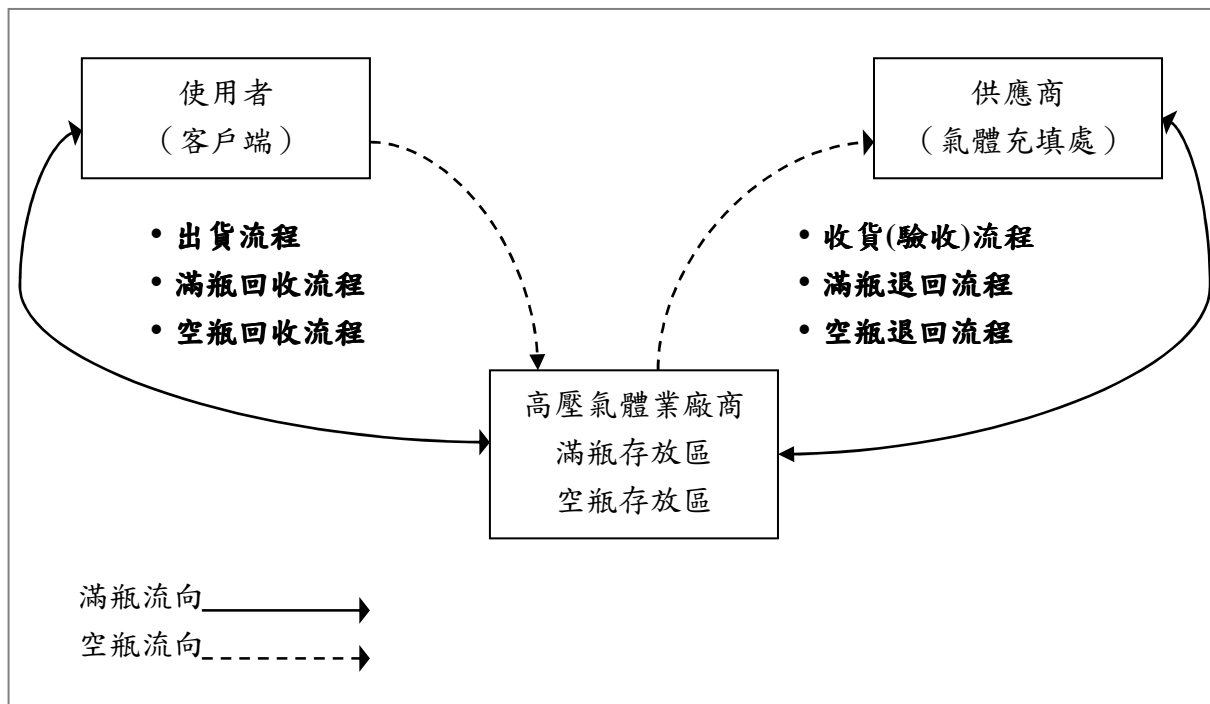 使用者
（客戶端）
供應商
（氣體充填處）
• 出貨流程
• 滿瓶回收流程
• 空瓶回收流程
• 收貨(驗收)流程
• 滿瓶退回流程
• 空瓶退回流程
高壓氣體業廠商
滿瓶存放區
空瓶存放區
滿瓶流向
空瓶流向